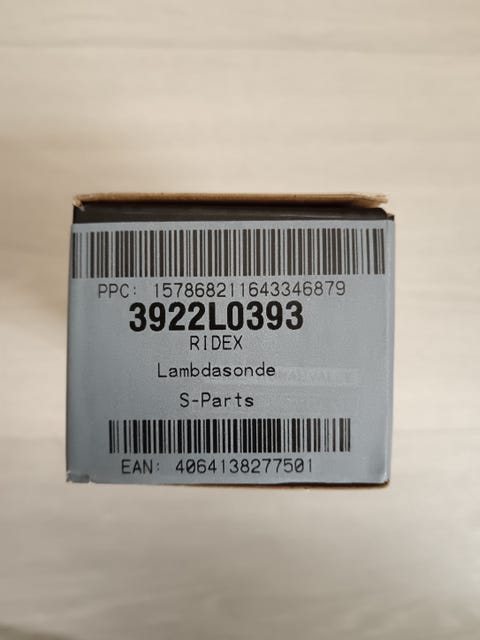 PPC: 157868211643346879
3922L0393
RIDEX
Lambdasonde
S-Parts
EAN: 4064138277501